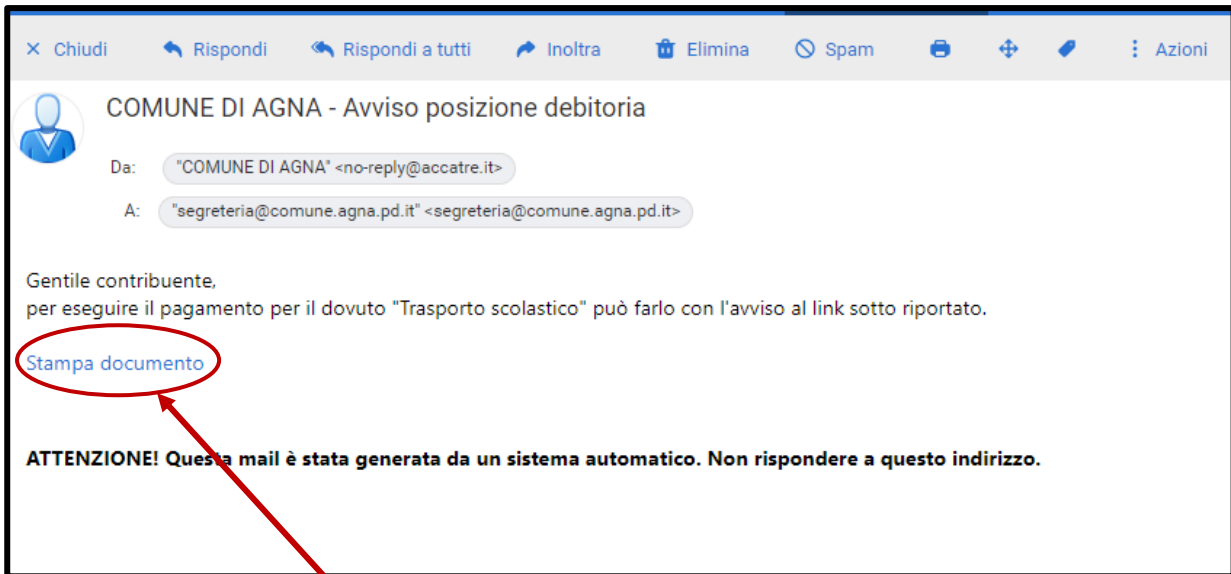 Chiudi Rispondi Rispondi a tutti Inoltra Elimina Spam Azioni
COMUNE DI AGNA - Avviso posizione debitoria
Da: "COMUNE DI AGNA" <no-reply@accatre.it>
A: "segreteria@comune.agna.pd.it" <segreteria@comune.agna.pd.it>
Gentile contribuente,
per eseguire il pagamento per il dovuto "Trasporto scolastico" può farlo con l'avviso al link sotto riportato.
Stampa documento
ATTENZIONE! Questa mail è stata generata da un sistema automatico. Non rispondere a questo indirizzo.